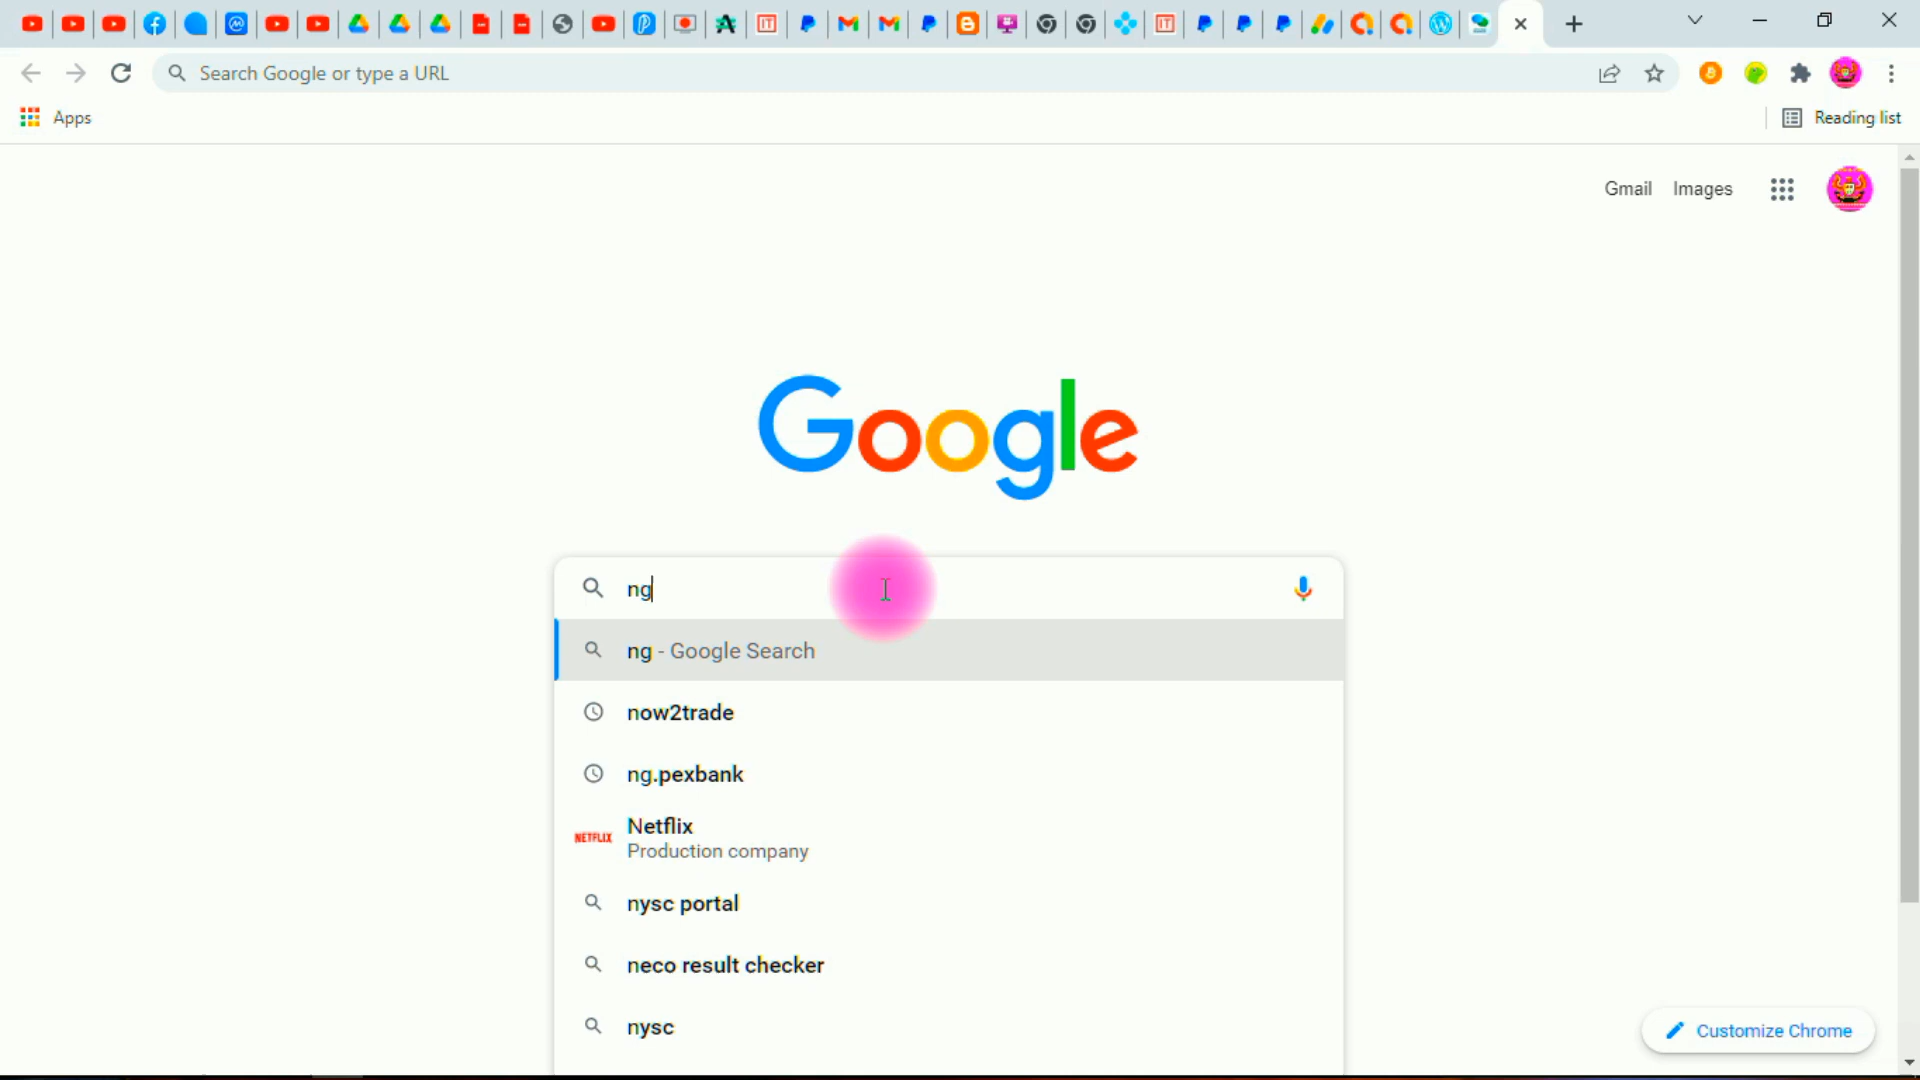 Search Google or type a URL
Apps
Reading list
Gmail Images
Google
ng
ng - Google Search
now2trade
ng.pexbank
NETFLIX
Netflix
Production company
nysc portal
neco result checker
nysc
Customize Chrome